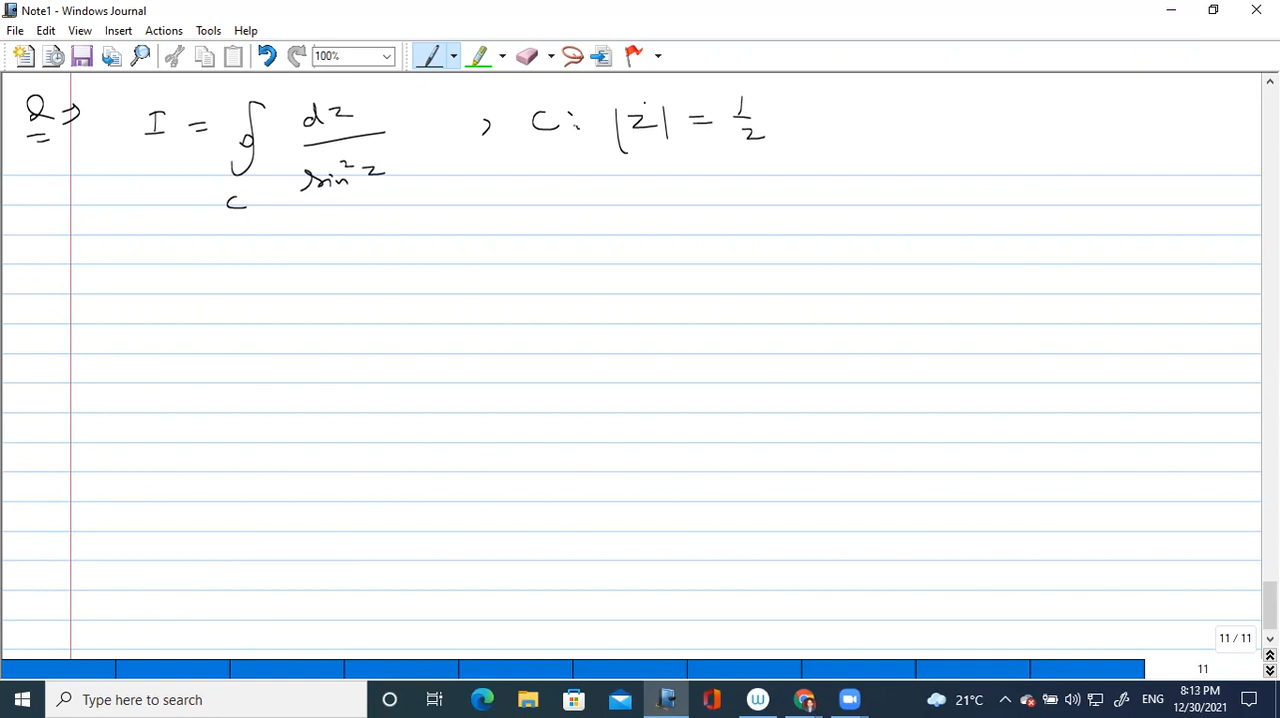 Note1 - Windows Journal
File Edit View Insert Actions Tools Help
100%
Q ⇒ I = ∮_C dz / sin² z , C: |z| = 1/2
11 / 11
11
Type here to search
W
21°C
ENG
8:13 PM
12/30/2021